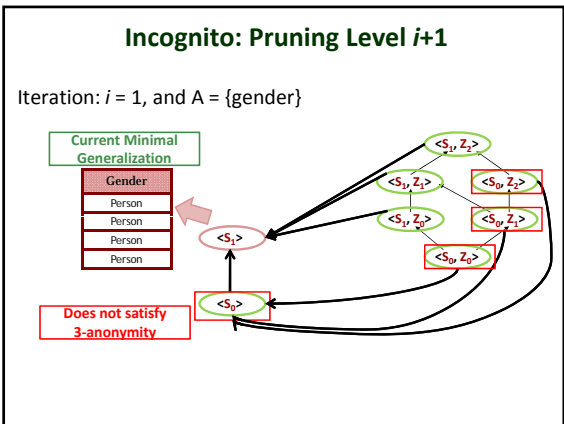 Incognito: Pruning Level i+1
Iteration: i = 1, and A = {gender}
Current Minimal
Generalization
Gender
Person
Person
Person
Person
<S₁, Z₂>
<S₁, Z₁>
<S₀, Z₂>
<S₁, Z₀>
<S₀, Z₁>
<S₁>
<S₀, Z₀>
<S₀>
Does not satisfy
3-anonymity